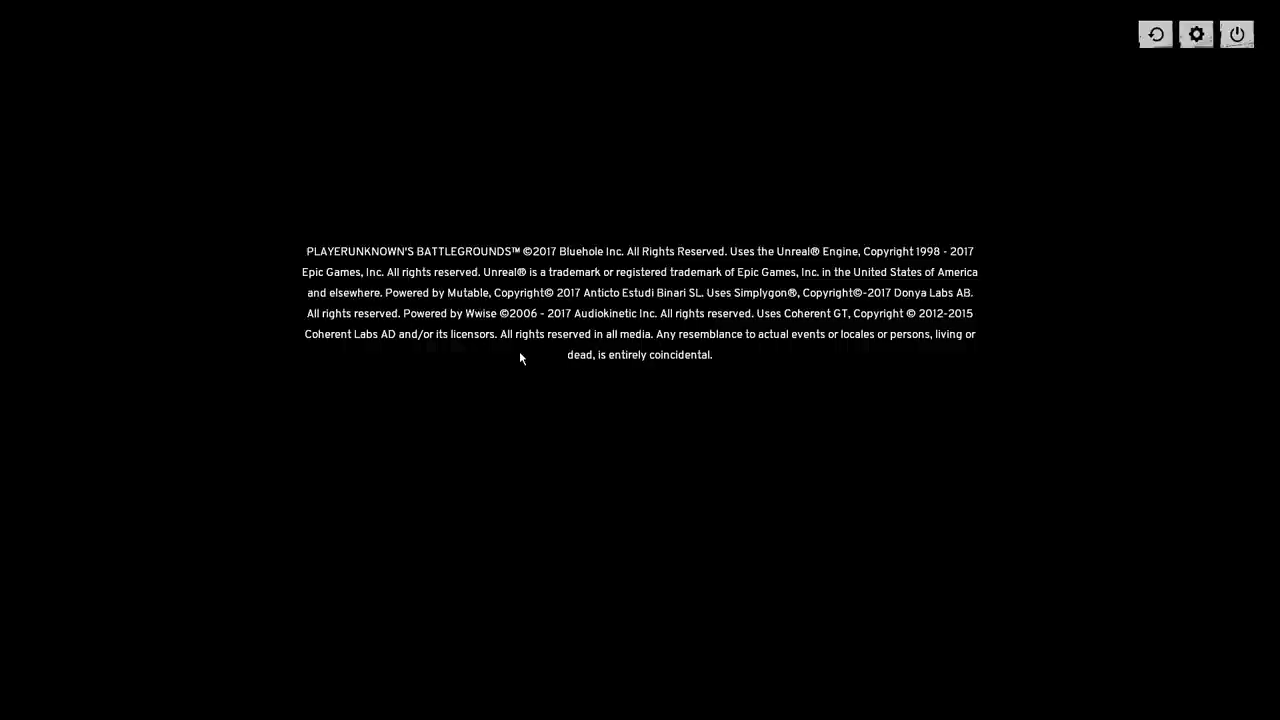 PLAYERUNKNOWN'S BATTLEGROUNDS™ ©2017 Bluehole Inc. All Rights Reserved. Uses the Unreal® Engine, Copyright 1998 - 2017
Epic Games, Inc. All rights reserved. Unreal® is a trademark or registered trademark of Epic Games, Inc. in the United States of America
and elsewhere. Powered by Mutable, Copyright© 2017 Anticto Estudi Binari SL. Uses Simplygon®, Copyright©-2017 Donya Labs AB.
All rights reserved. Powered by Wwise ©2006 - 2017 Audiokinetic Inc. All rights reserved. Uses Coherent GT, Copyright © 2012-2015
Coherent Labs AD and/or its licensors. All rights reserved in all media. Any resemblance to actual events or locales or persons, living or
dead, is entirely coincidental.